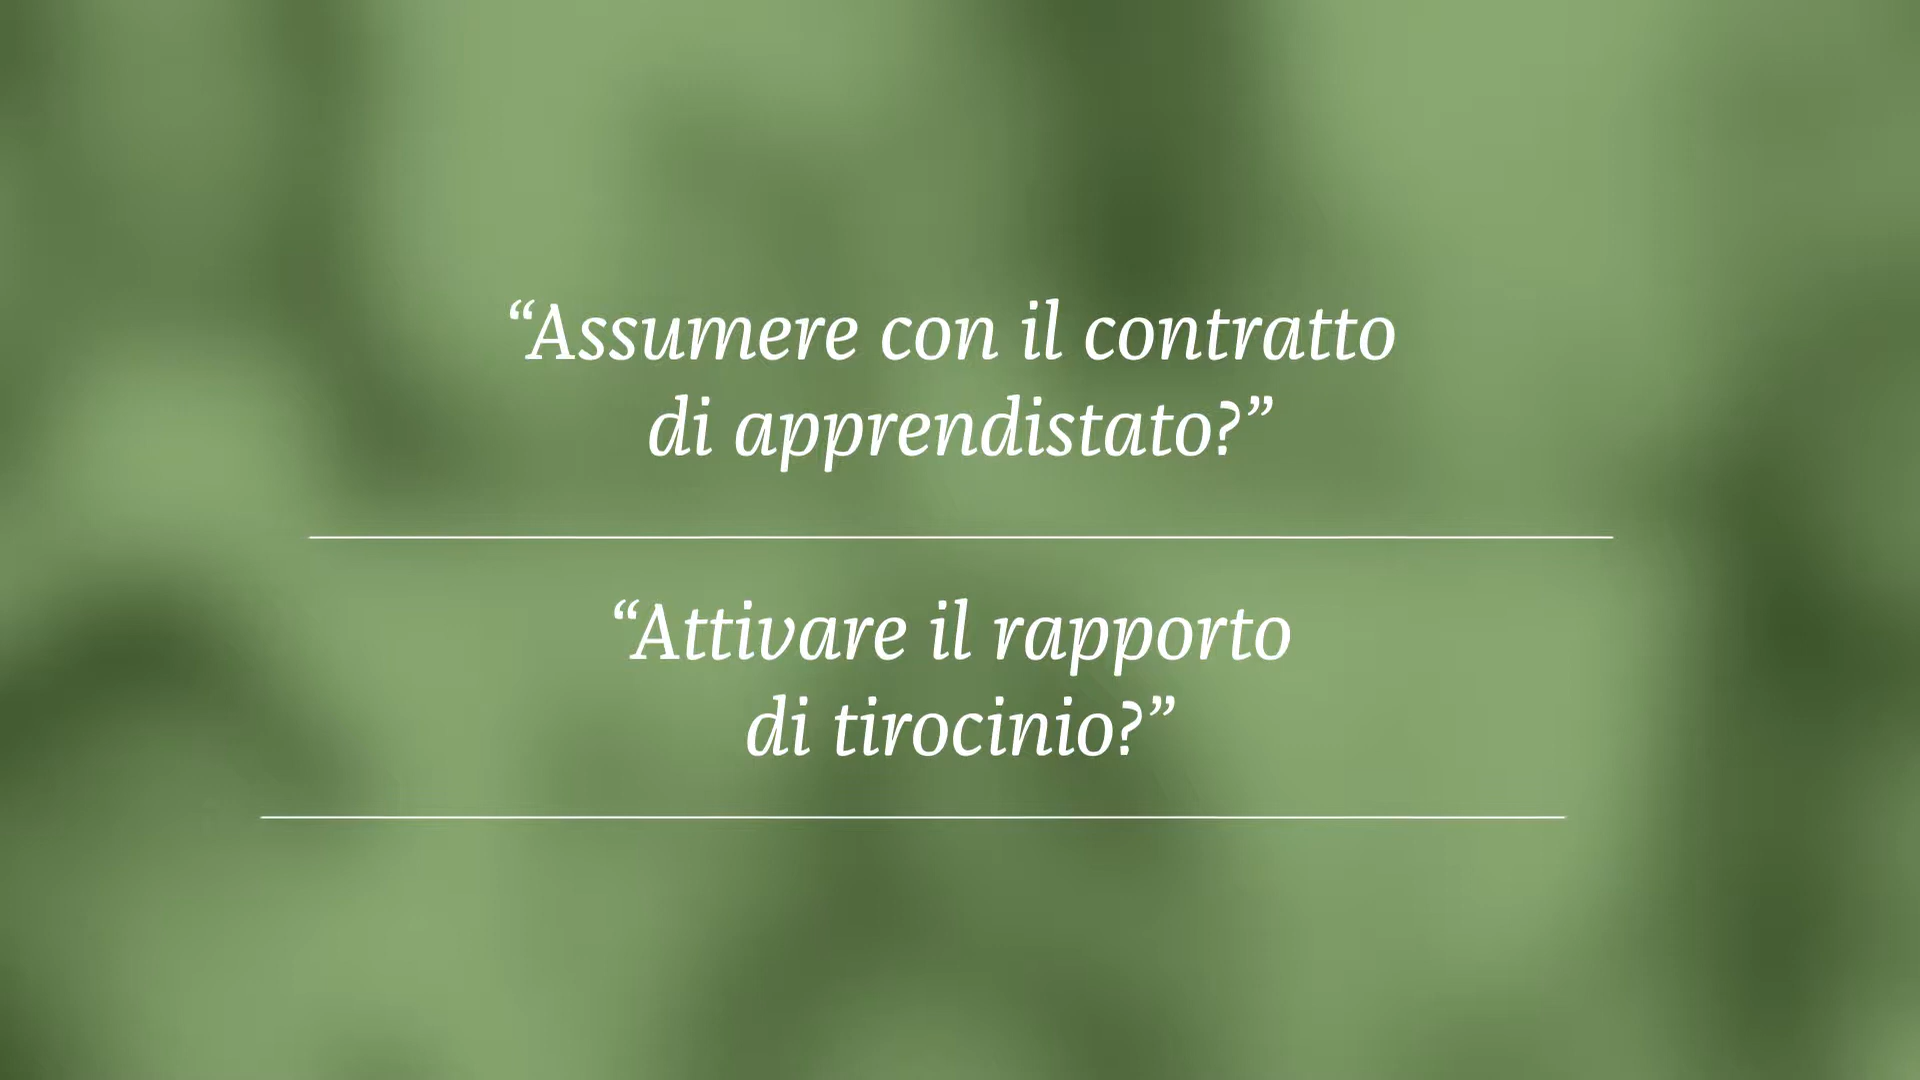 “Assumere con il contratto
di apprendistato?”
“Attivare il rapporto
di tirocinio?”